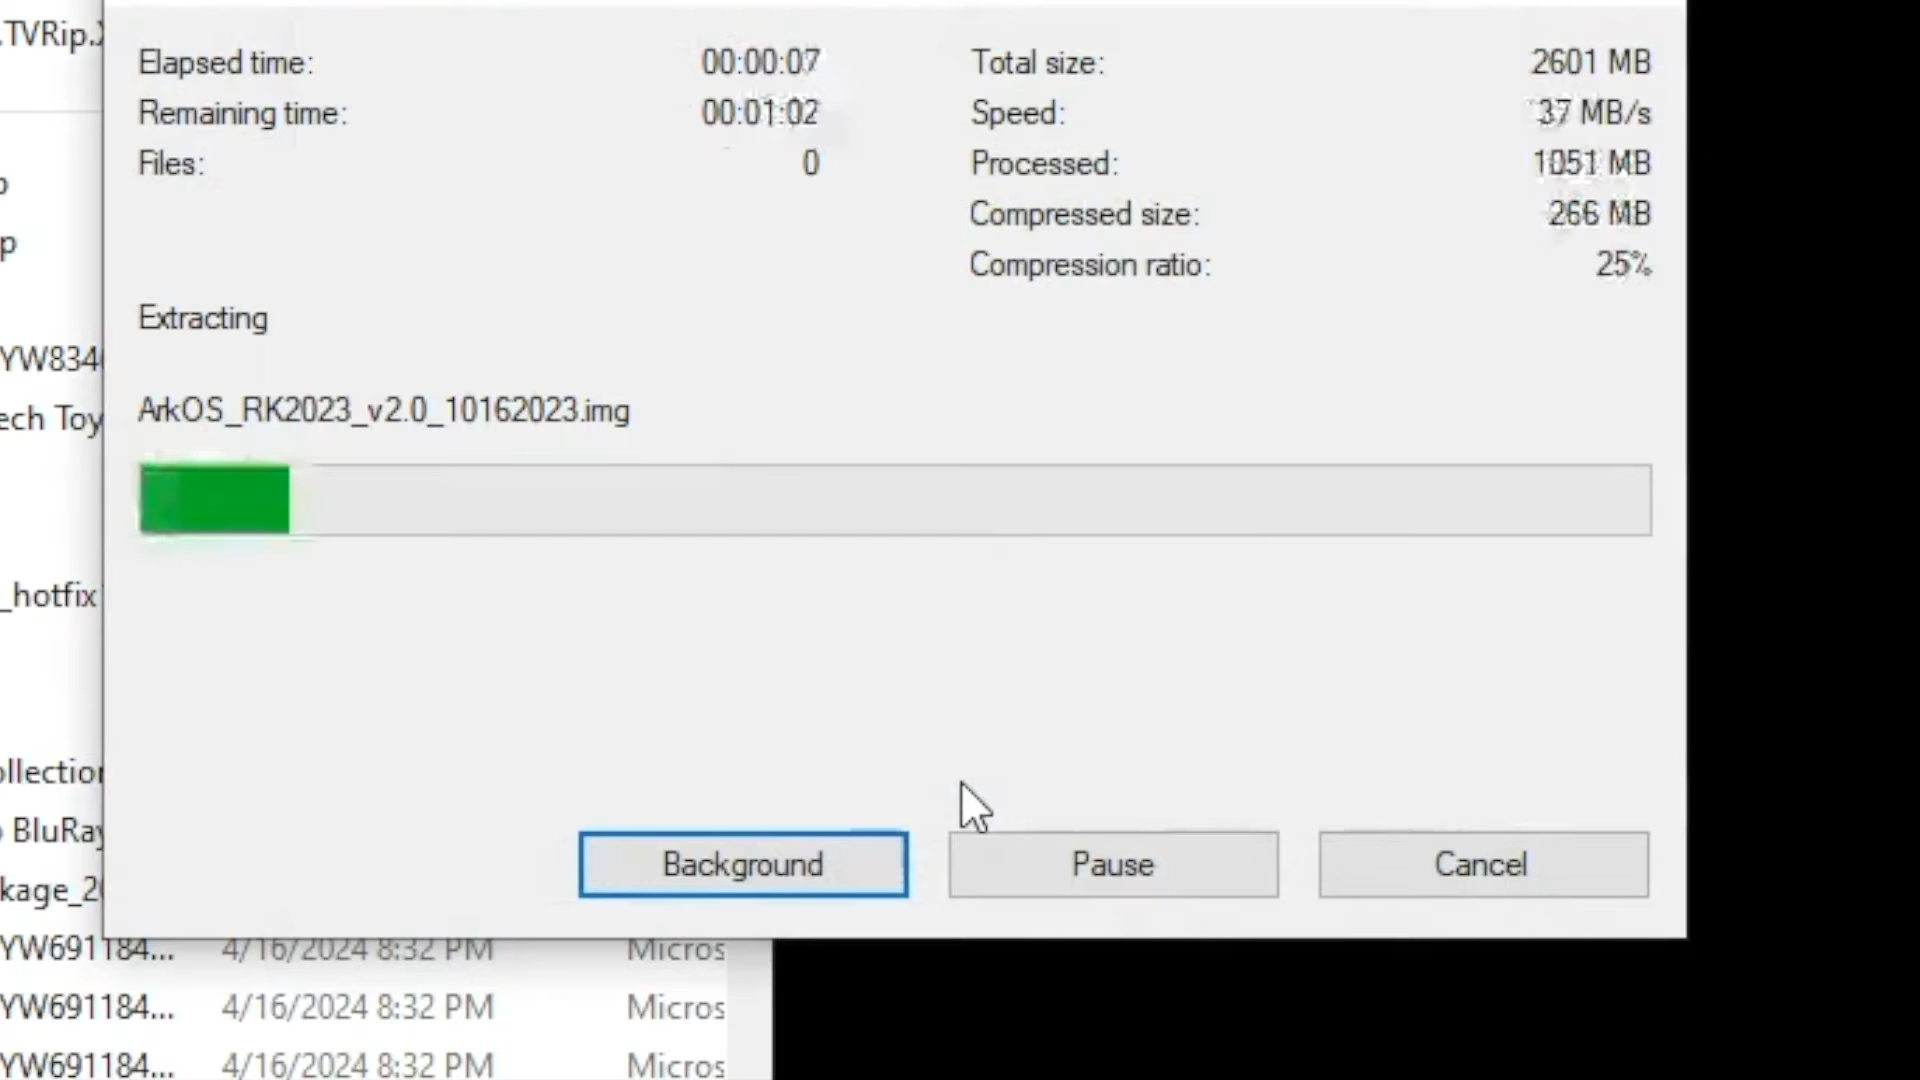 .TVRip.X
Elapsed time: 00:00:07 Total size: 2601 MB
Remaining time: 00:01:02 Speed: 37 MB/s
Files: 0 Processed: 1051 MB
Compressed size: 266 MB
Compression ratio: 25%
p
Extracting
YW834
ArkOS_RK2023_v2.0_10162023.img
ech Toy
_hotfix
ollection
BluRay
Background Pause Cancel
kage_20
YW691184... 4/16/2024 8:32 PM Micros
YW691184... 4/16/2024 8:32 PM Micros
YW691184... 4/16/2024 8:32 PM Micros